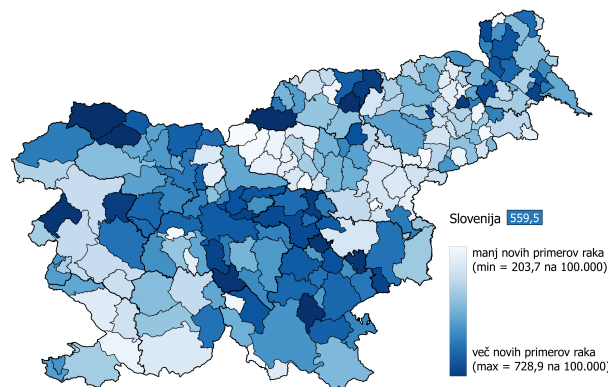 Slovenija 559,5
manj novih primerov raka
(min = 203,7 na 100.000)
več novih primerov raka
(max = 728,9 na 100.000)